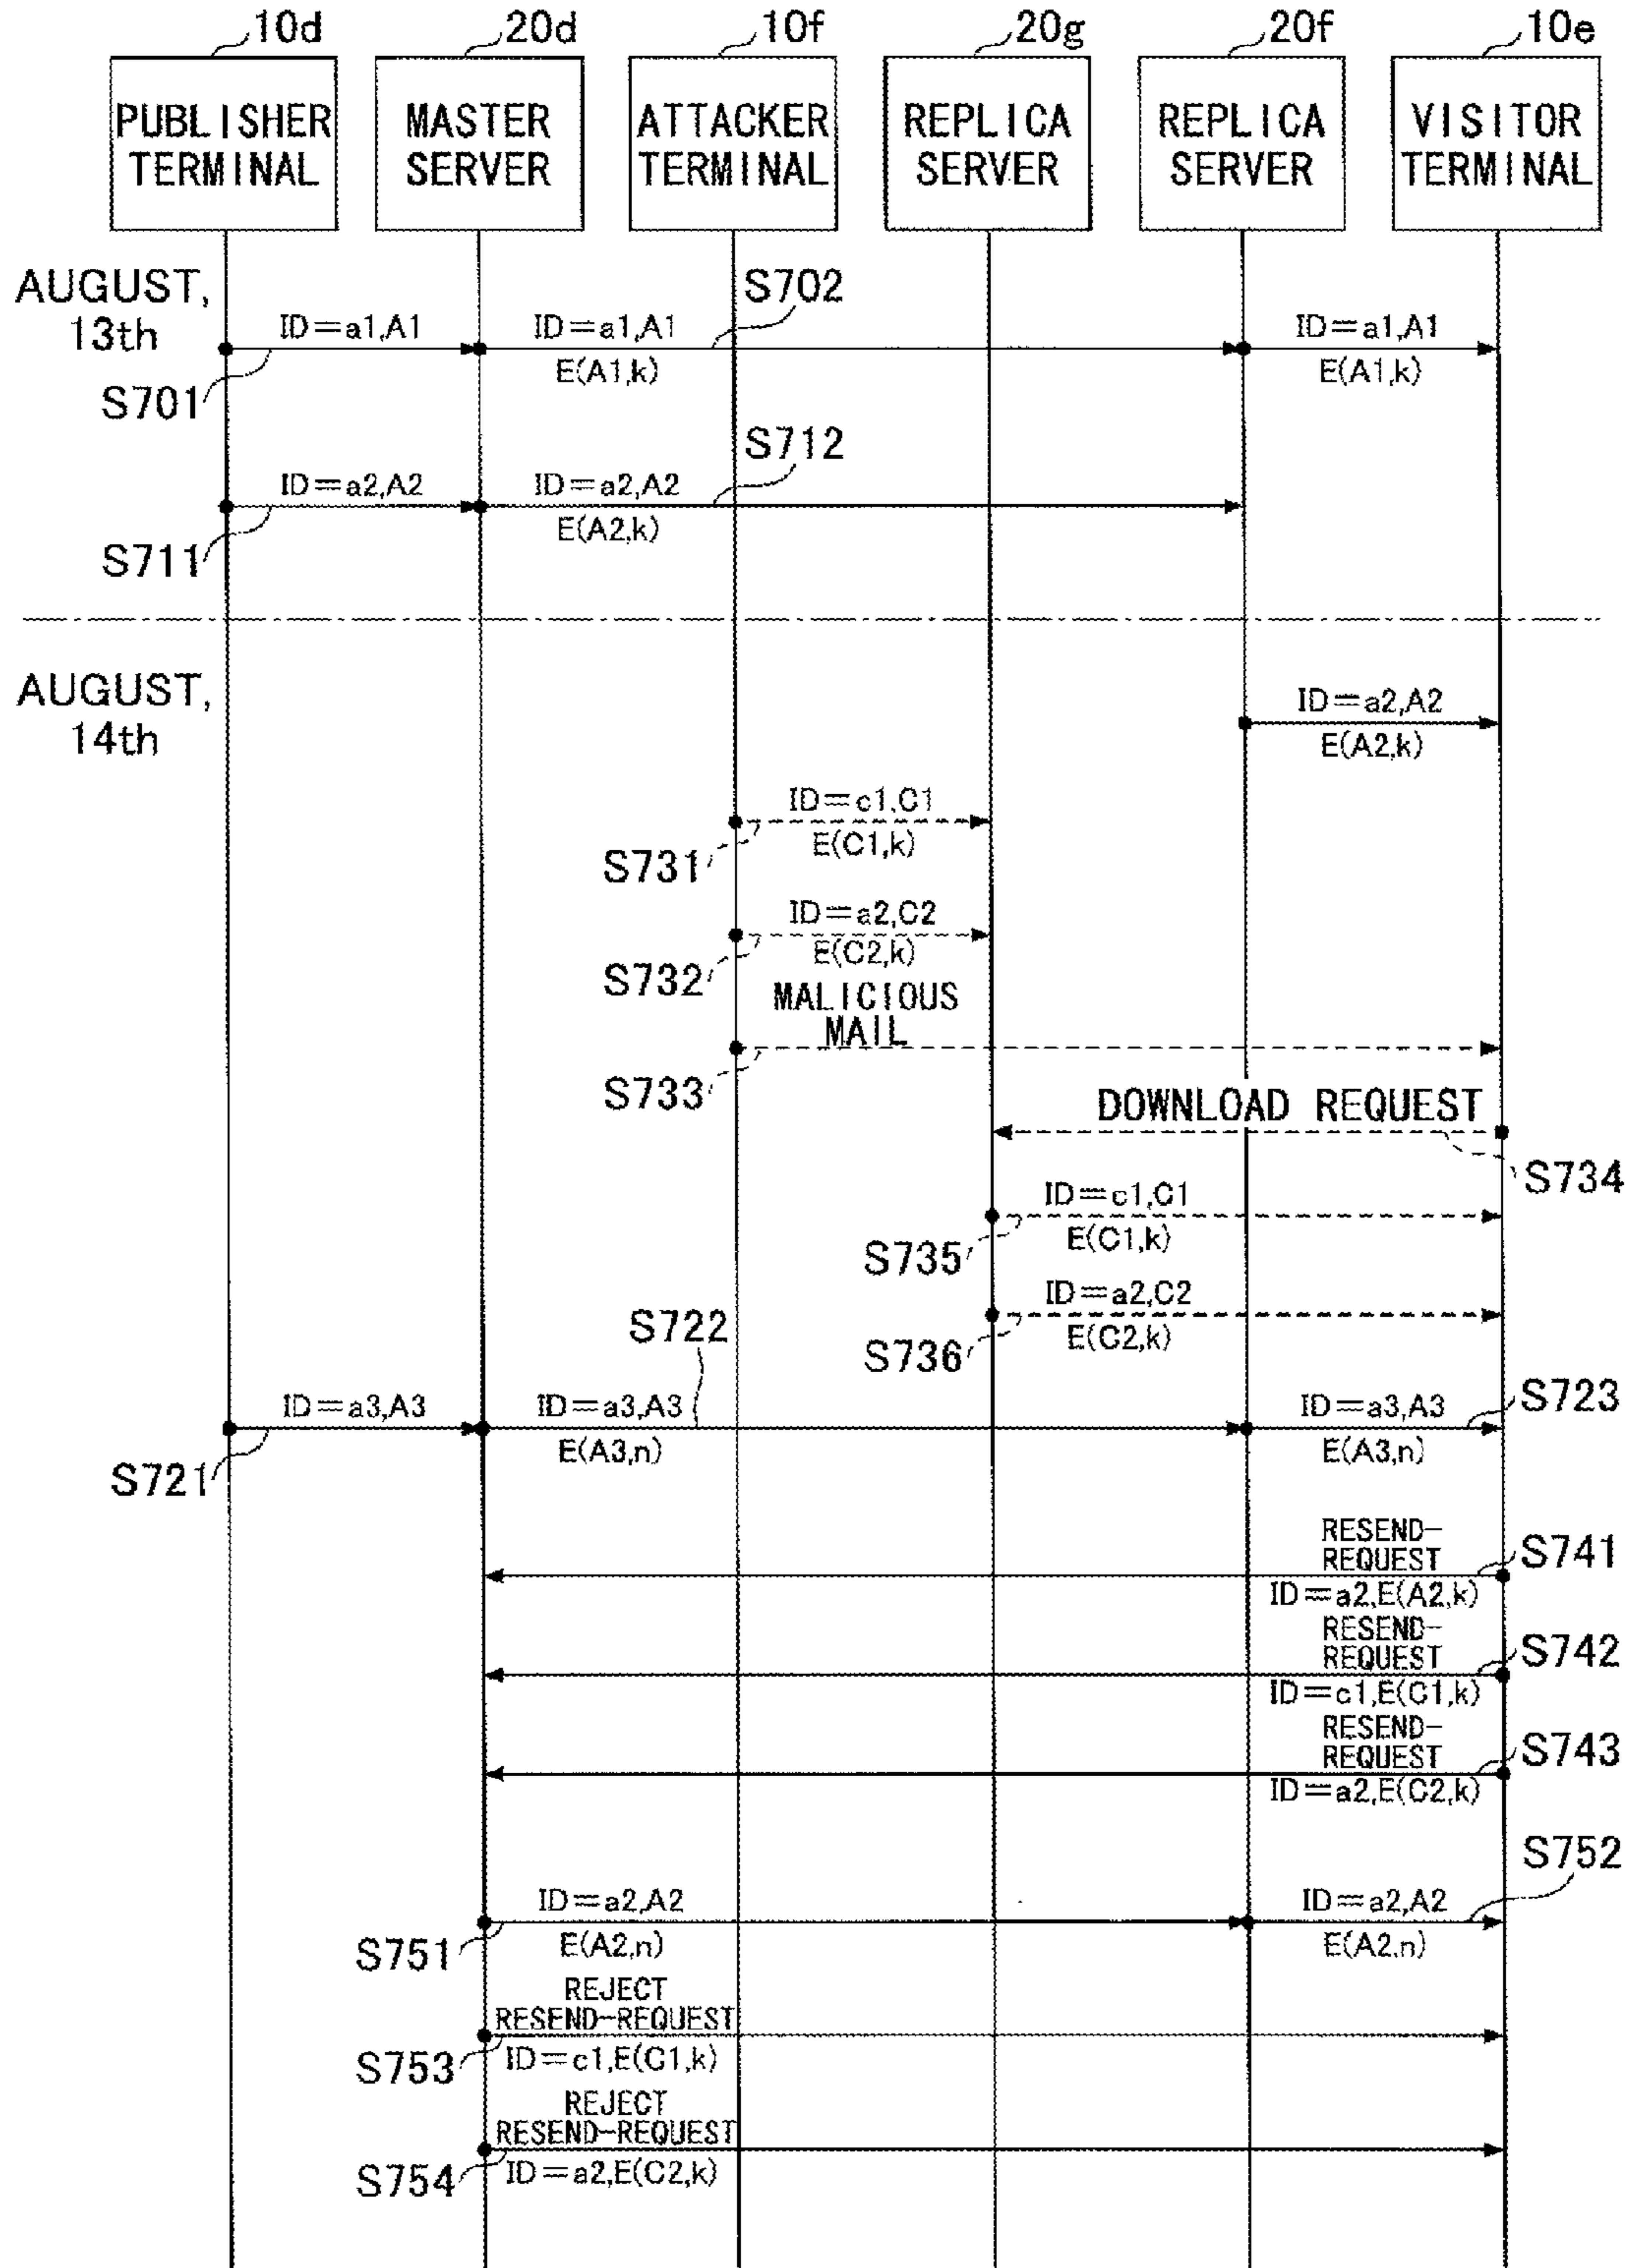 10d
20d
10f
20g
20f
10e
PUBLISHER
TERMINAL
MASTER
SERVER
ATTACKER
TERMINAL
REPLICA
SERVER
REPLICA
SERVER
VISITOR
TERMINAL
AUGUST,
13th
S702
ID=a1,A1
ID=a1,A1
E(A1,k)
ID=a1,A1
E(A1,k)
S701
S712
ID=a2,A2
ID=a2,A2
E(A2,k)
S711
AUGUST,
14th
ID=a2,A2
E(A2,k)
ID=c1,C1
E(C1,k)
S731
ID=a2,C2
E(C2,k)
S732
MALICIOUS
MAIL
S733
DOWNLOAD REQUEST
S734
ID=c1,C1
E(C1,k)
S735
ID=a2,C2
E(C2,k)
S736
S722
S723
ID=a3,A3
ID=a3,A3
E(A3,n)
ID=a3,A3
E(A3,n)
S721
RESEND-
REQUEST
S741
ID=a2,E(A2,k)
RESEND-
REQUEST
S742
ID=c1,E(C1,k)
RESEND-
REQUEST
S743
ID=a2,E(C2,k)
S752
ID=a2,A2
E(A2,n)
ID=a2,A2
E(A2,n)
S751
REJECT
RESEND-REQUEST
S753
ID=c1,E(C1,k)
REJECT
RESEND-REQUEST
S754
ID=a2,E(C2,k)